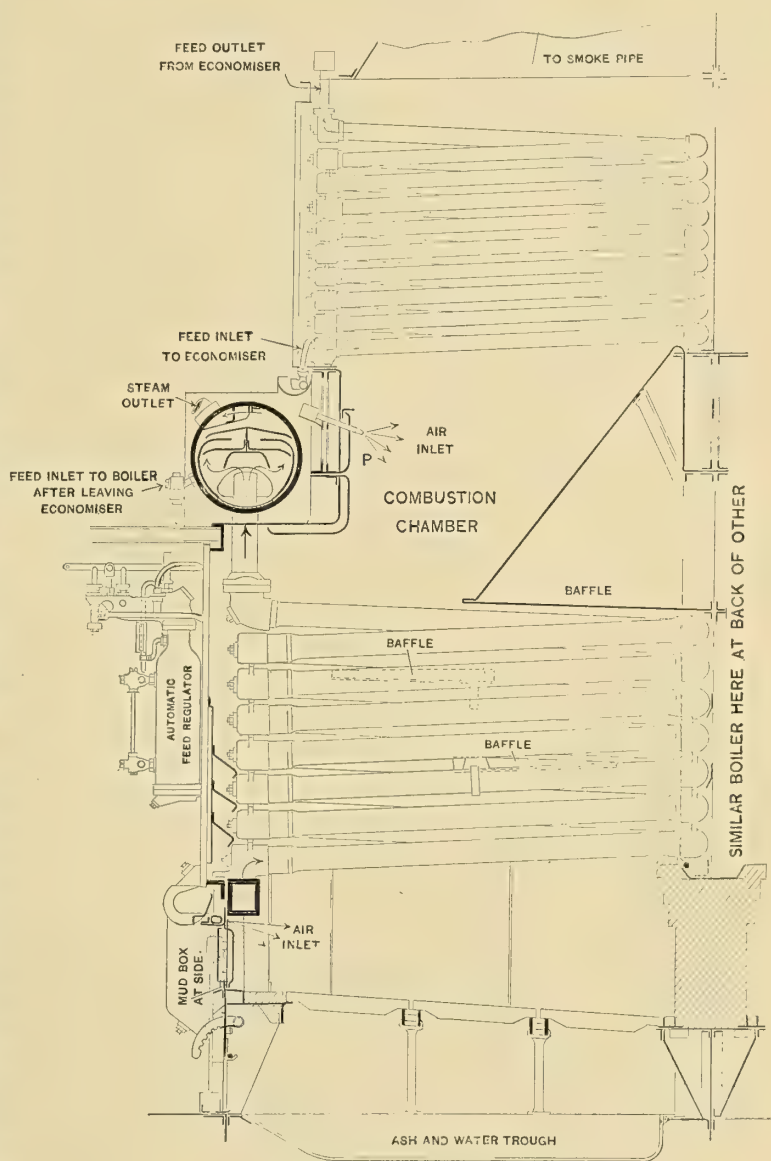 FEED OUTLET
FROM ECONOMISER
TO SMOKE PIPE
FEED INLET
TO ECONOMISER
STEAM
OUTLET
AIR
INLET
P
FEED INLET TO BOILER
AFTER LEAVING
ECONOMISER
COMBUSTION
CHAMBER
BAFFLE
BAFFLE
AUTOMATIC
FEED REGULATOR
BAFFLE
SIMILAR BOILER HERE AT BACK OF OTHER
AIR
INLET
MUD BOX
AT SIDE.
ASH AND WATER TROUGH